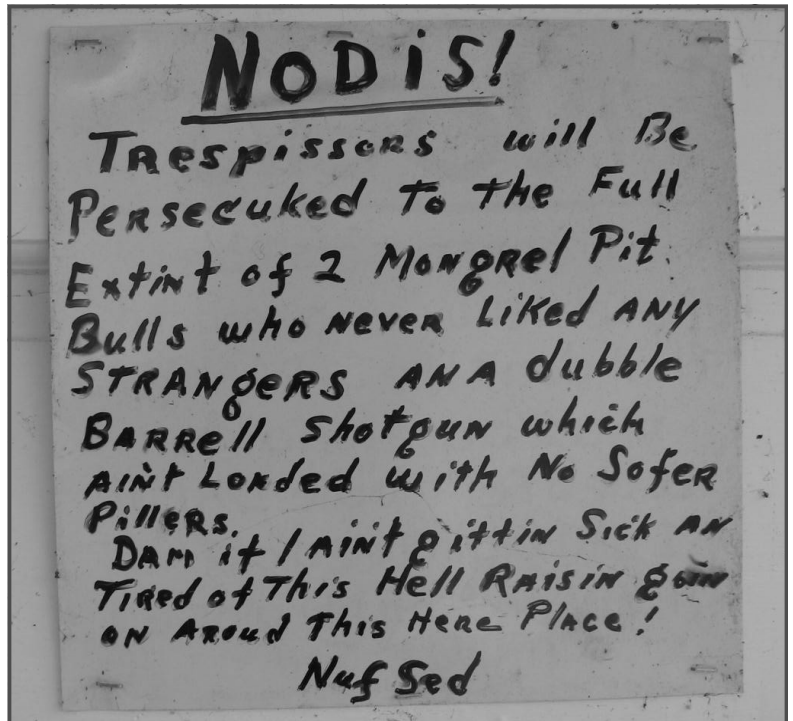 NoDiS!
Trespissors will Be
Persecuked to the Full
Extint of 2 Mongrel Pit
Bulls who never Liked ANY
STRANgeRS ANA dubble
BARRell Shotgun which
AiNt Loaded with No Sofer
Pillers.
DAM if I AiNt gittin Sick AN
Tired of This Hell Raisin goin
on Aroud This Here Place!
Nuf Sed